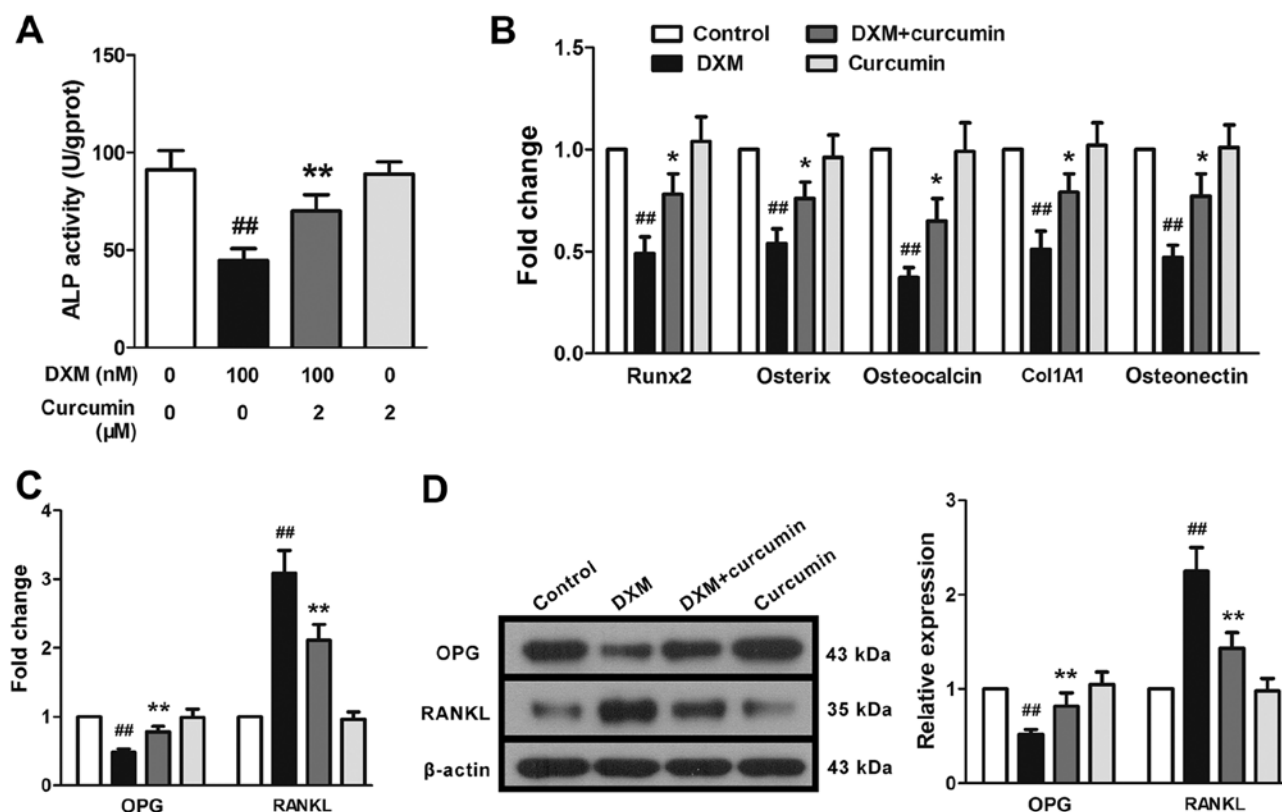 A
ALP activity (U/gprot)
150
100
50
0
##
**
DXM (nM) 0 100 100 0
Curcumin 0 0 2 2
(µM)
B
Control DXM+curcumin
DXM Curcumin
Fold change
1.5
1.0
0.5
0.0
## * ## * ## * ## * ## *
Runx2 Osterix Osteocalcin Col1A1 Osteonectin
C
Fold change
4
3
2
1
0
## ** ## **
OPG RANKL
D
Control DXM DXM+curcumin Curcumin
OPG 43 kDa
RANKL 35 kDa
β-actin 43 kDa
Relative expression
3
2
1
0
## ** ## **
OPG RANKL